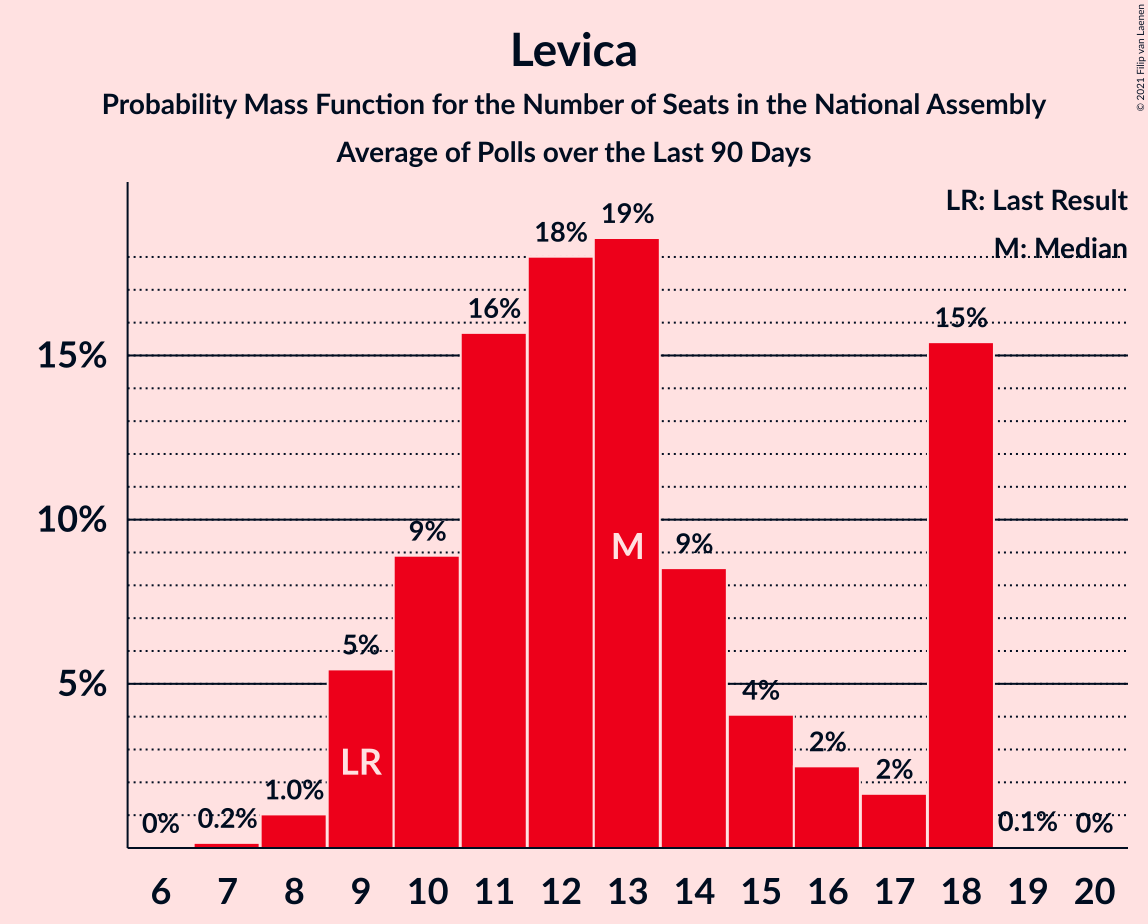 Levica
Probability Mass Function for the Number of Seats in the National Assembly
Average of Polls over the Last 90 Days
© 2021 Filip van Laenen
LR: Last Result
M: Median
15%
10%
5%
0%
0.2%
1.0%
5%
9%
16%
18%
19%
9%
4%
2%
2%
15%
0.1%
0%
LR
M
6 7 8 9 10 11 12 13 14 15 16 17 18 19 20